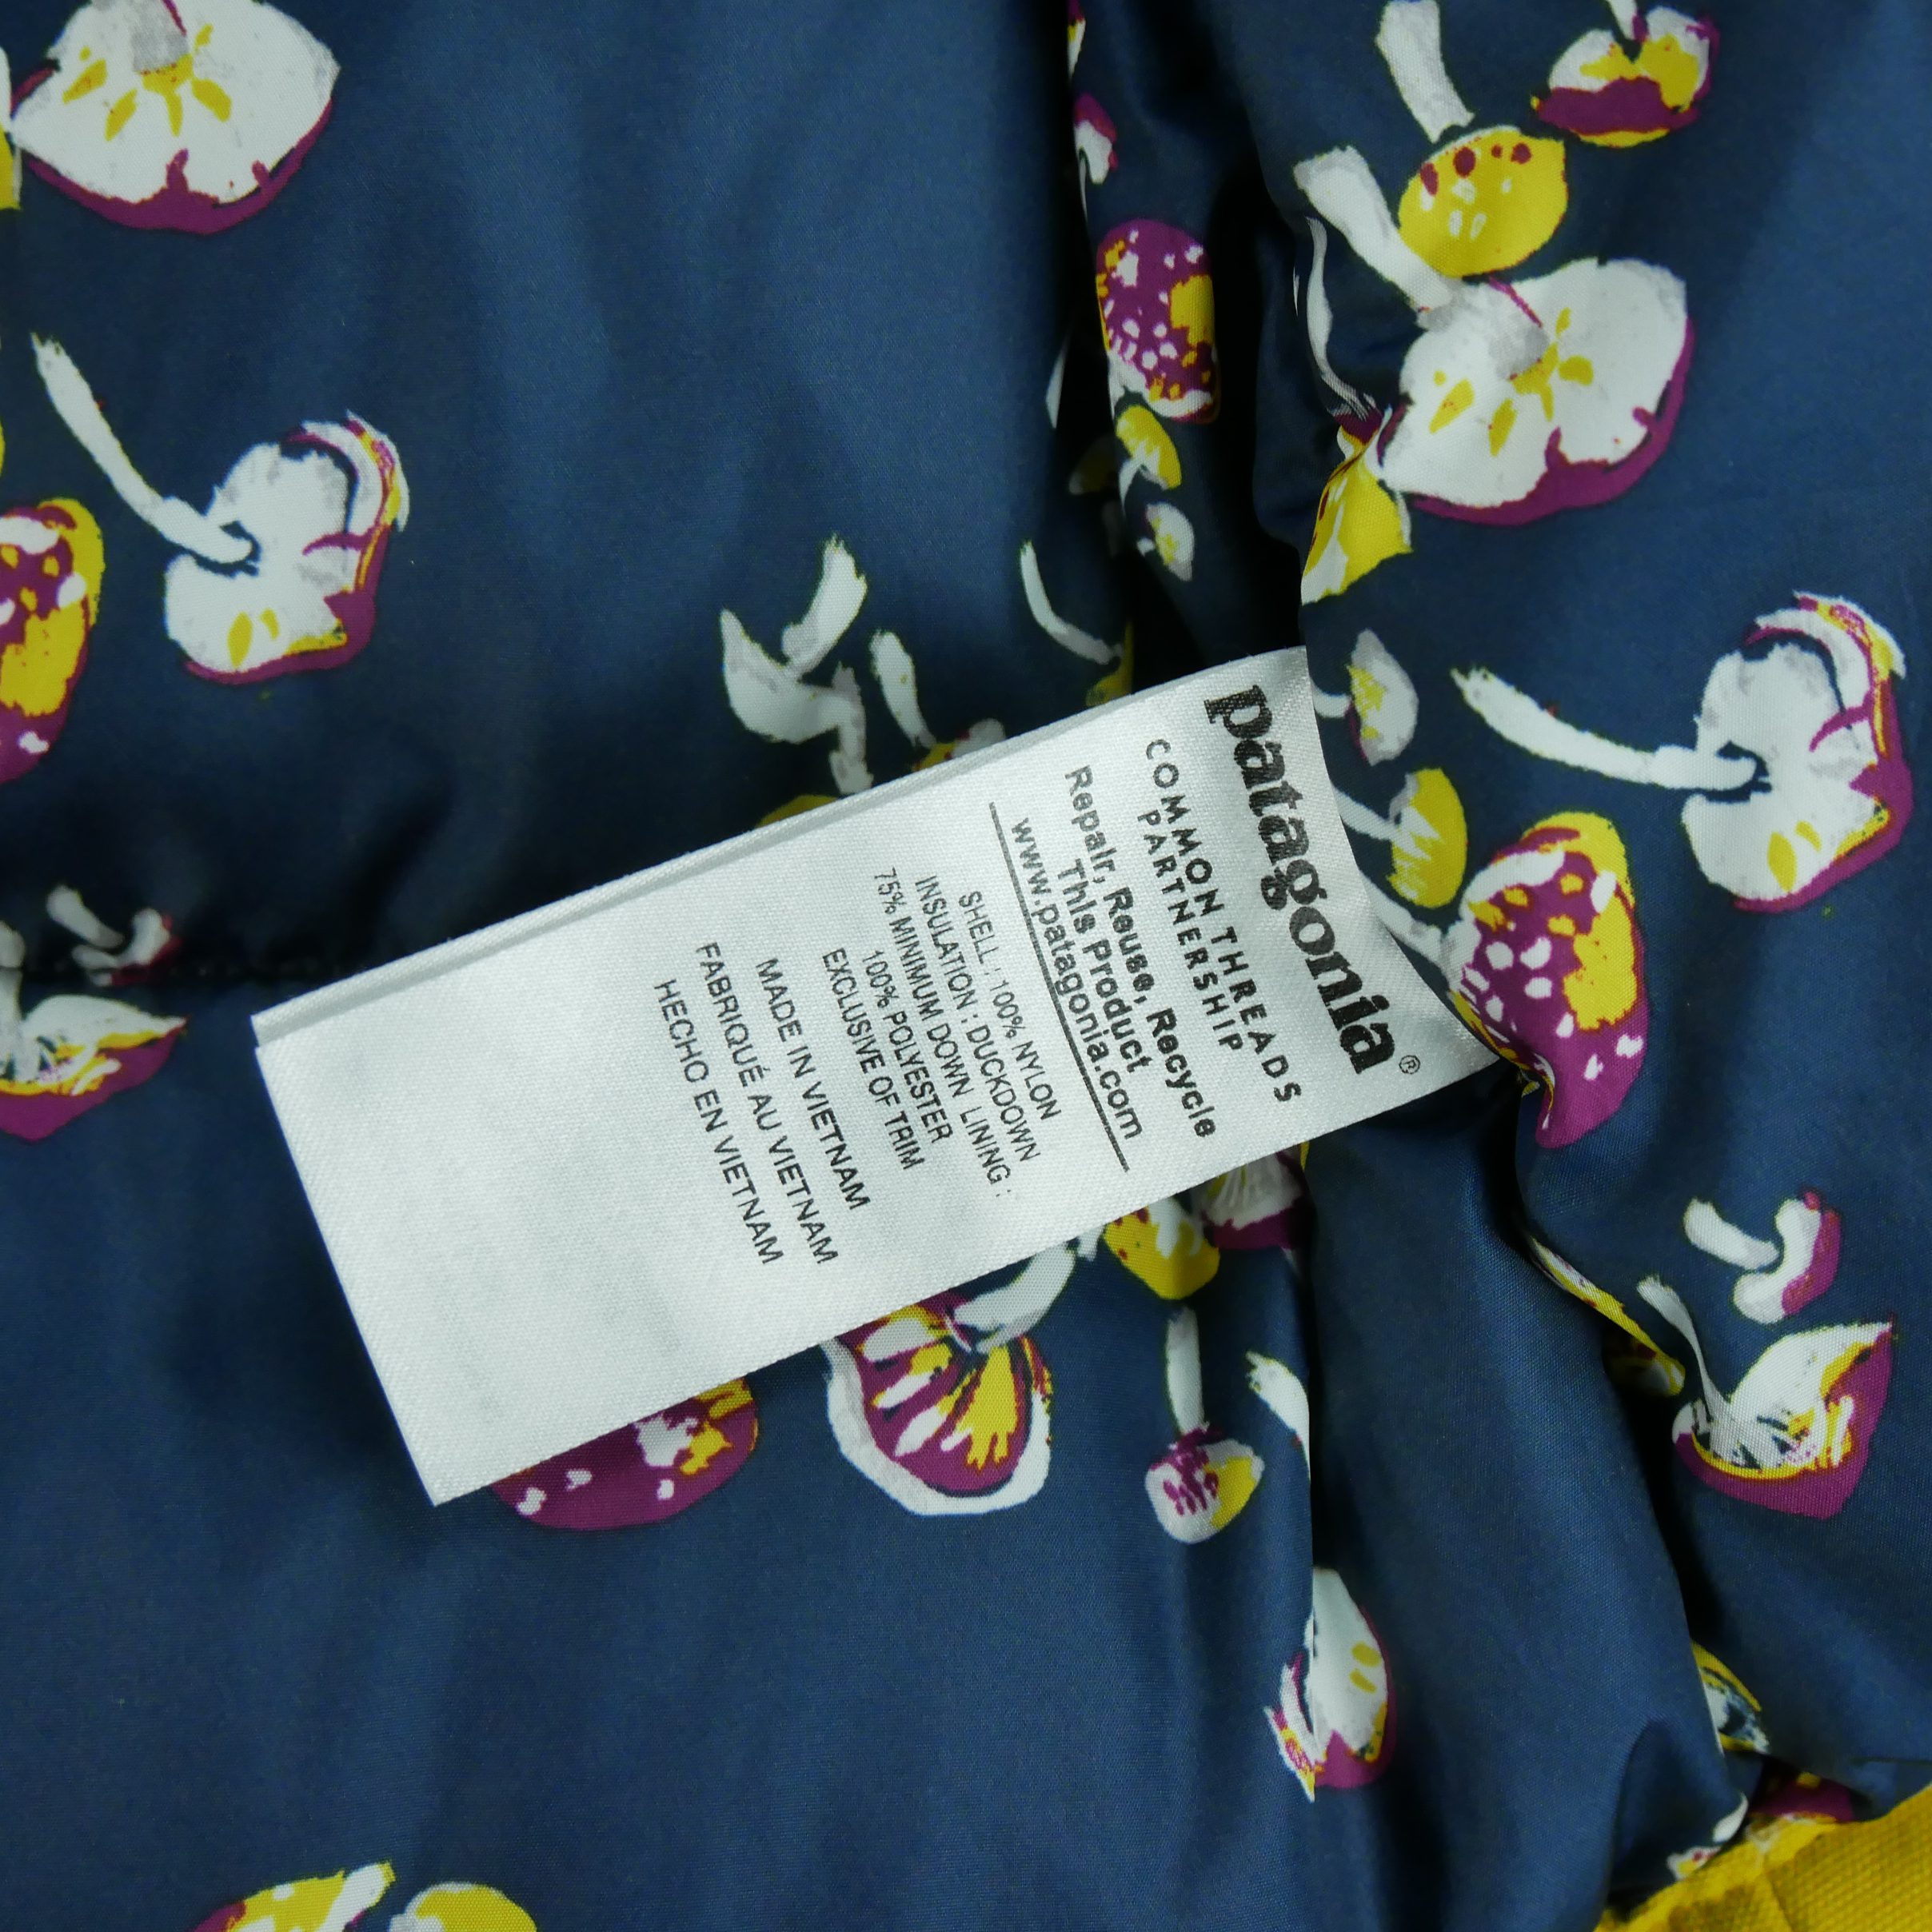 patagonia®
COMMON THREADS
PARTNERSHIP
Repair, Reuse, Recycle
This Product
www.patagonia.com
SHELL : 100% NYLON
INSULATION : DUCKDOWN
75% MINIMUM DOWN LINING :
100% POLYESTER
EXCLUSIVE OF TRIM
MADE IN VIETNAM
FABRIQUÉ AU VIETNAM
HECHO EN VIETNAM